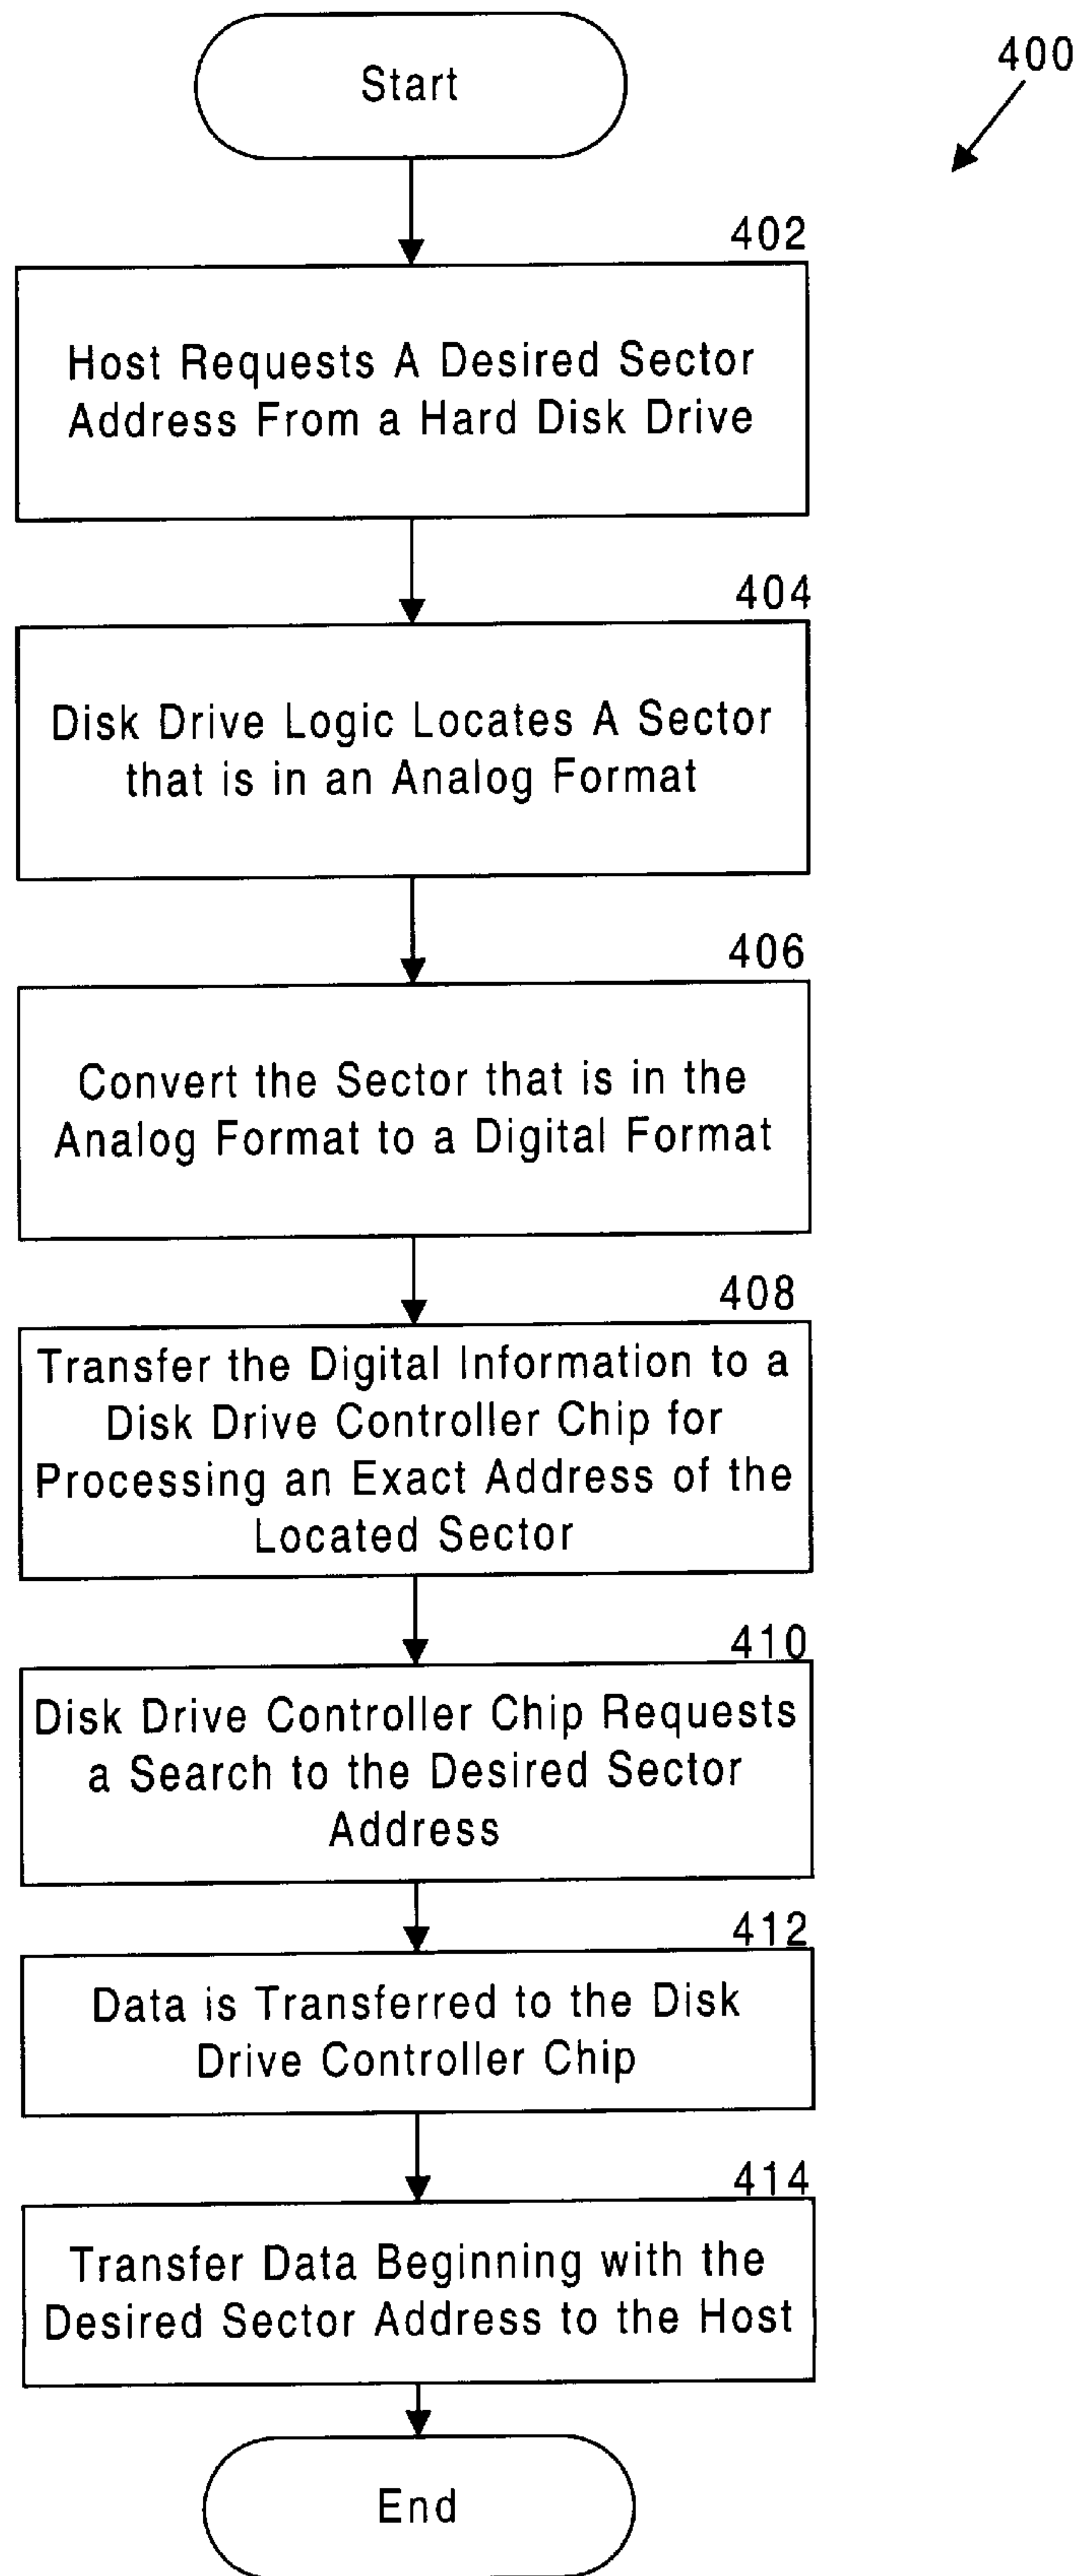 Start
400
402
Host Requests A Desired Sector
Address From a Hard Disk Drive
404
Disk Drive Logic Locates A Sector
that is in an Analog Format
406
Convert the Sector that is in the
Analog Format to a Digital Format
408
Transfer the Digital Information to a
Disk Drive Controller Chip for
Processing an Exact Address of the
Located Sector
410
Disk Drive Controller Chip Requests
a Search to the Desired Sector
Address
412
Data is Transferred to the Disk
Drive Controller Chip
414
Transfer Data Beginning with the
Desired Sector Address to the Host
End